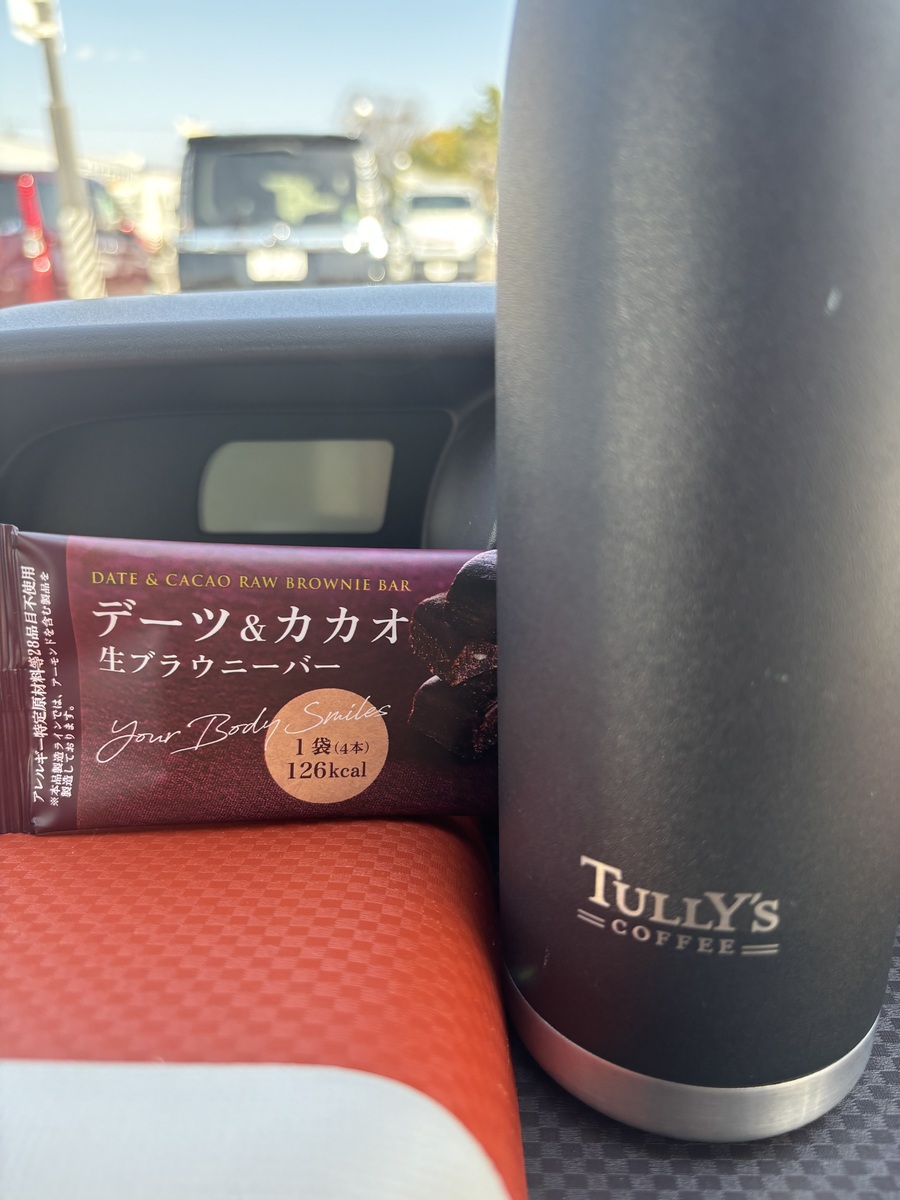 DATE & CACAO RAW BROWNIE BAR
デーツ&カカオ
生ブラウニーバー
Your Body Smiles
1袋(4本)
126kcal
アレルギー特定原材料等28品目不使用
※本品製造ラインでは、アーモンドを含む製品を
製造しております。
TULLY'S
COFFEE